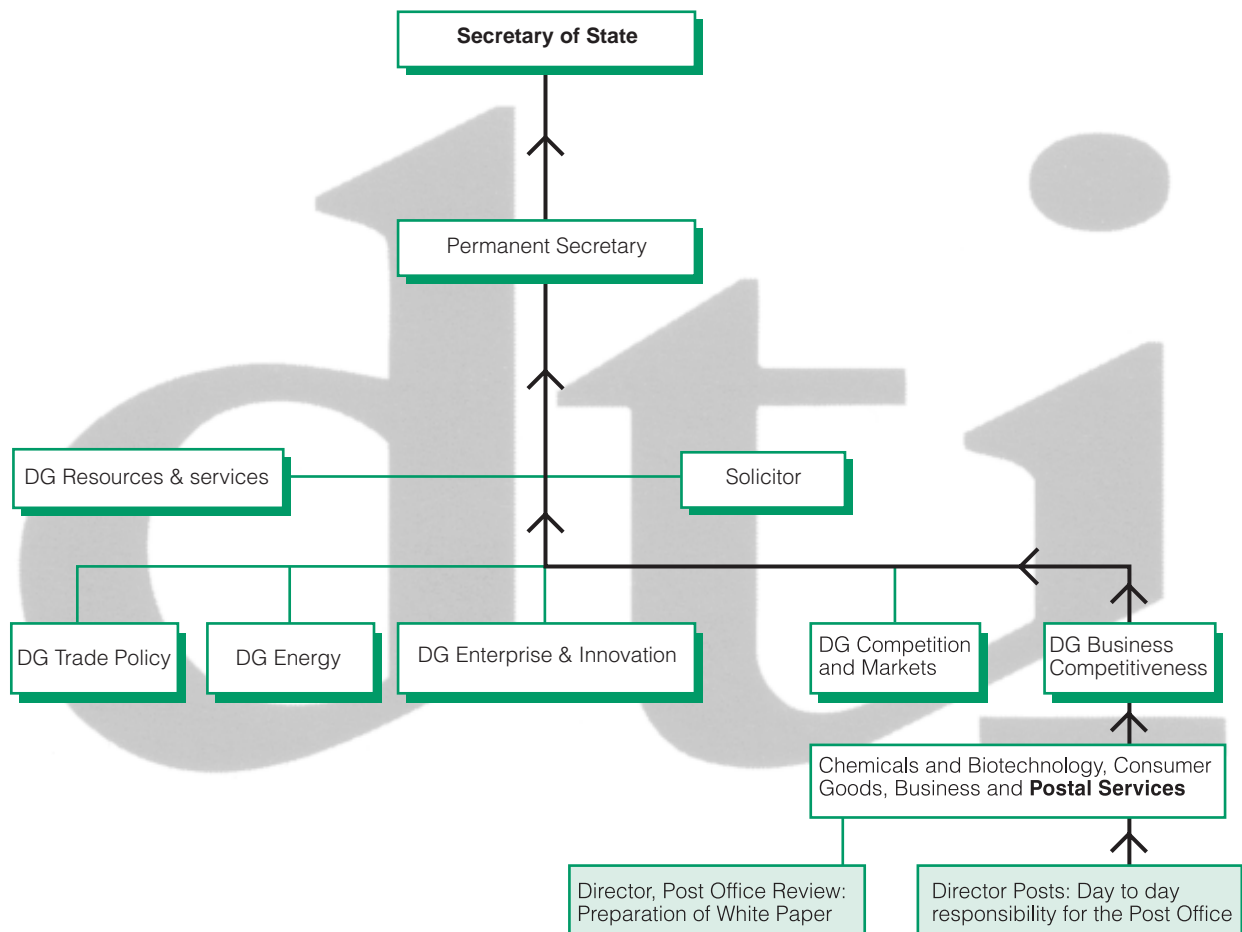 Secretary of State
Permanent Secretary
DG Resources & services
Solicitor
DG Trade Policy
DG Energy
DG Enterprise & Innovation
DG Competition
and Markets
DG Business
Competitiveness
Chemicals and Biotechnology, Consumer
Goods, Business and Postal Services
Director, Post Office Review:
Preparation of White Paper
Director Posts: Day to day
responsibility for the Post Office
dti